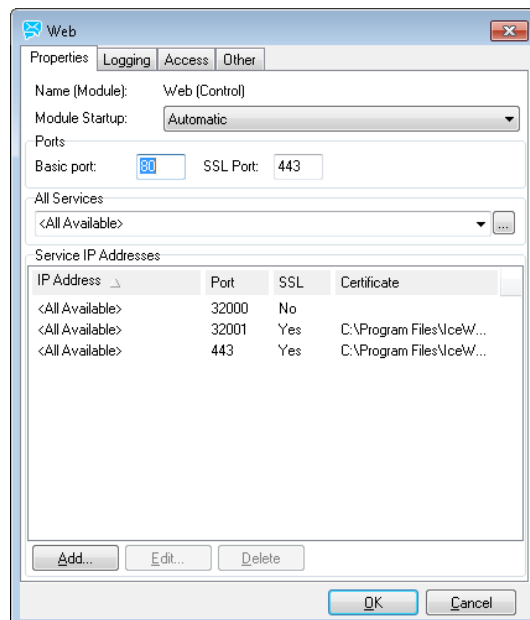 Web
Properties Logging Access Other
Name (Module): Web (Control)
Module Startup: Automatic
Ports
Basic port: 80 SSL Port: 443
All Services
<All Available> ...
Service IP Addresses
IP Address Port SSL Certificate
<All Available> 32000 No
<All Available> 32001 Yes C:\Program Files\IceW...
<All Available> 443 Yes C:\Program Files\IceW...
Add... Edit... Delete
OK Cancel